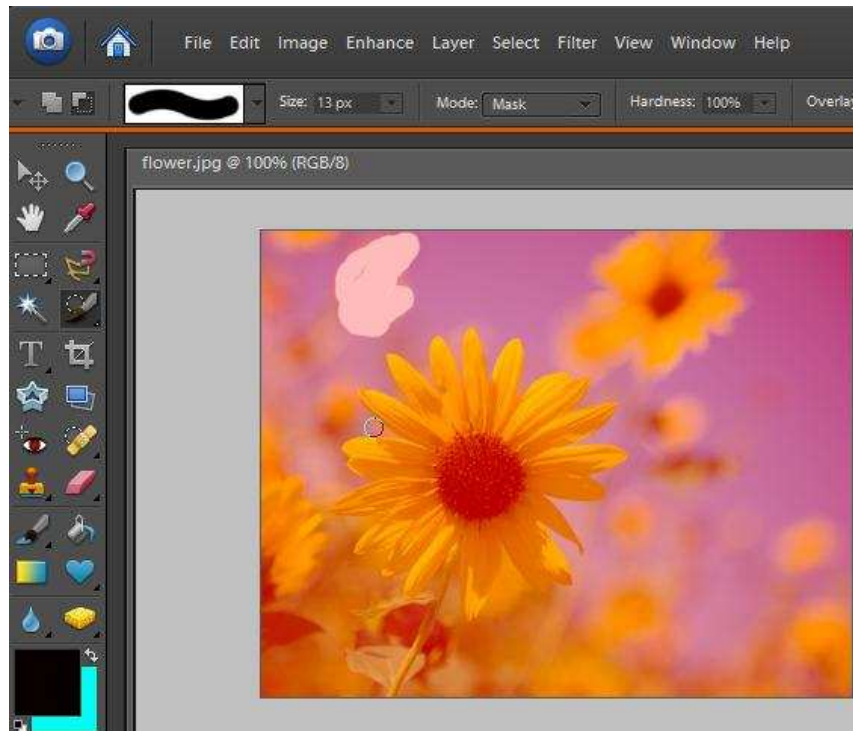 File Edit Image Enhance Layer Select Filter View Window Help
Size: 13 px Mode: Mask Hardness: 100% Overlay
flower.jpg @ 100% (RGB/8)
T